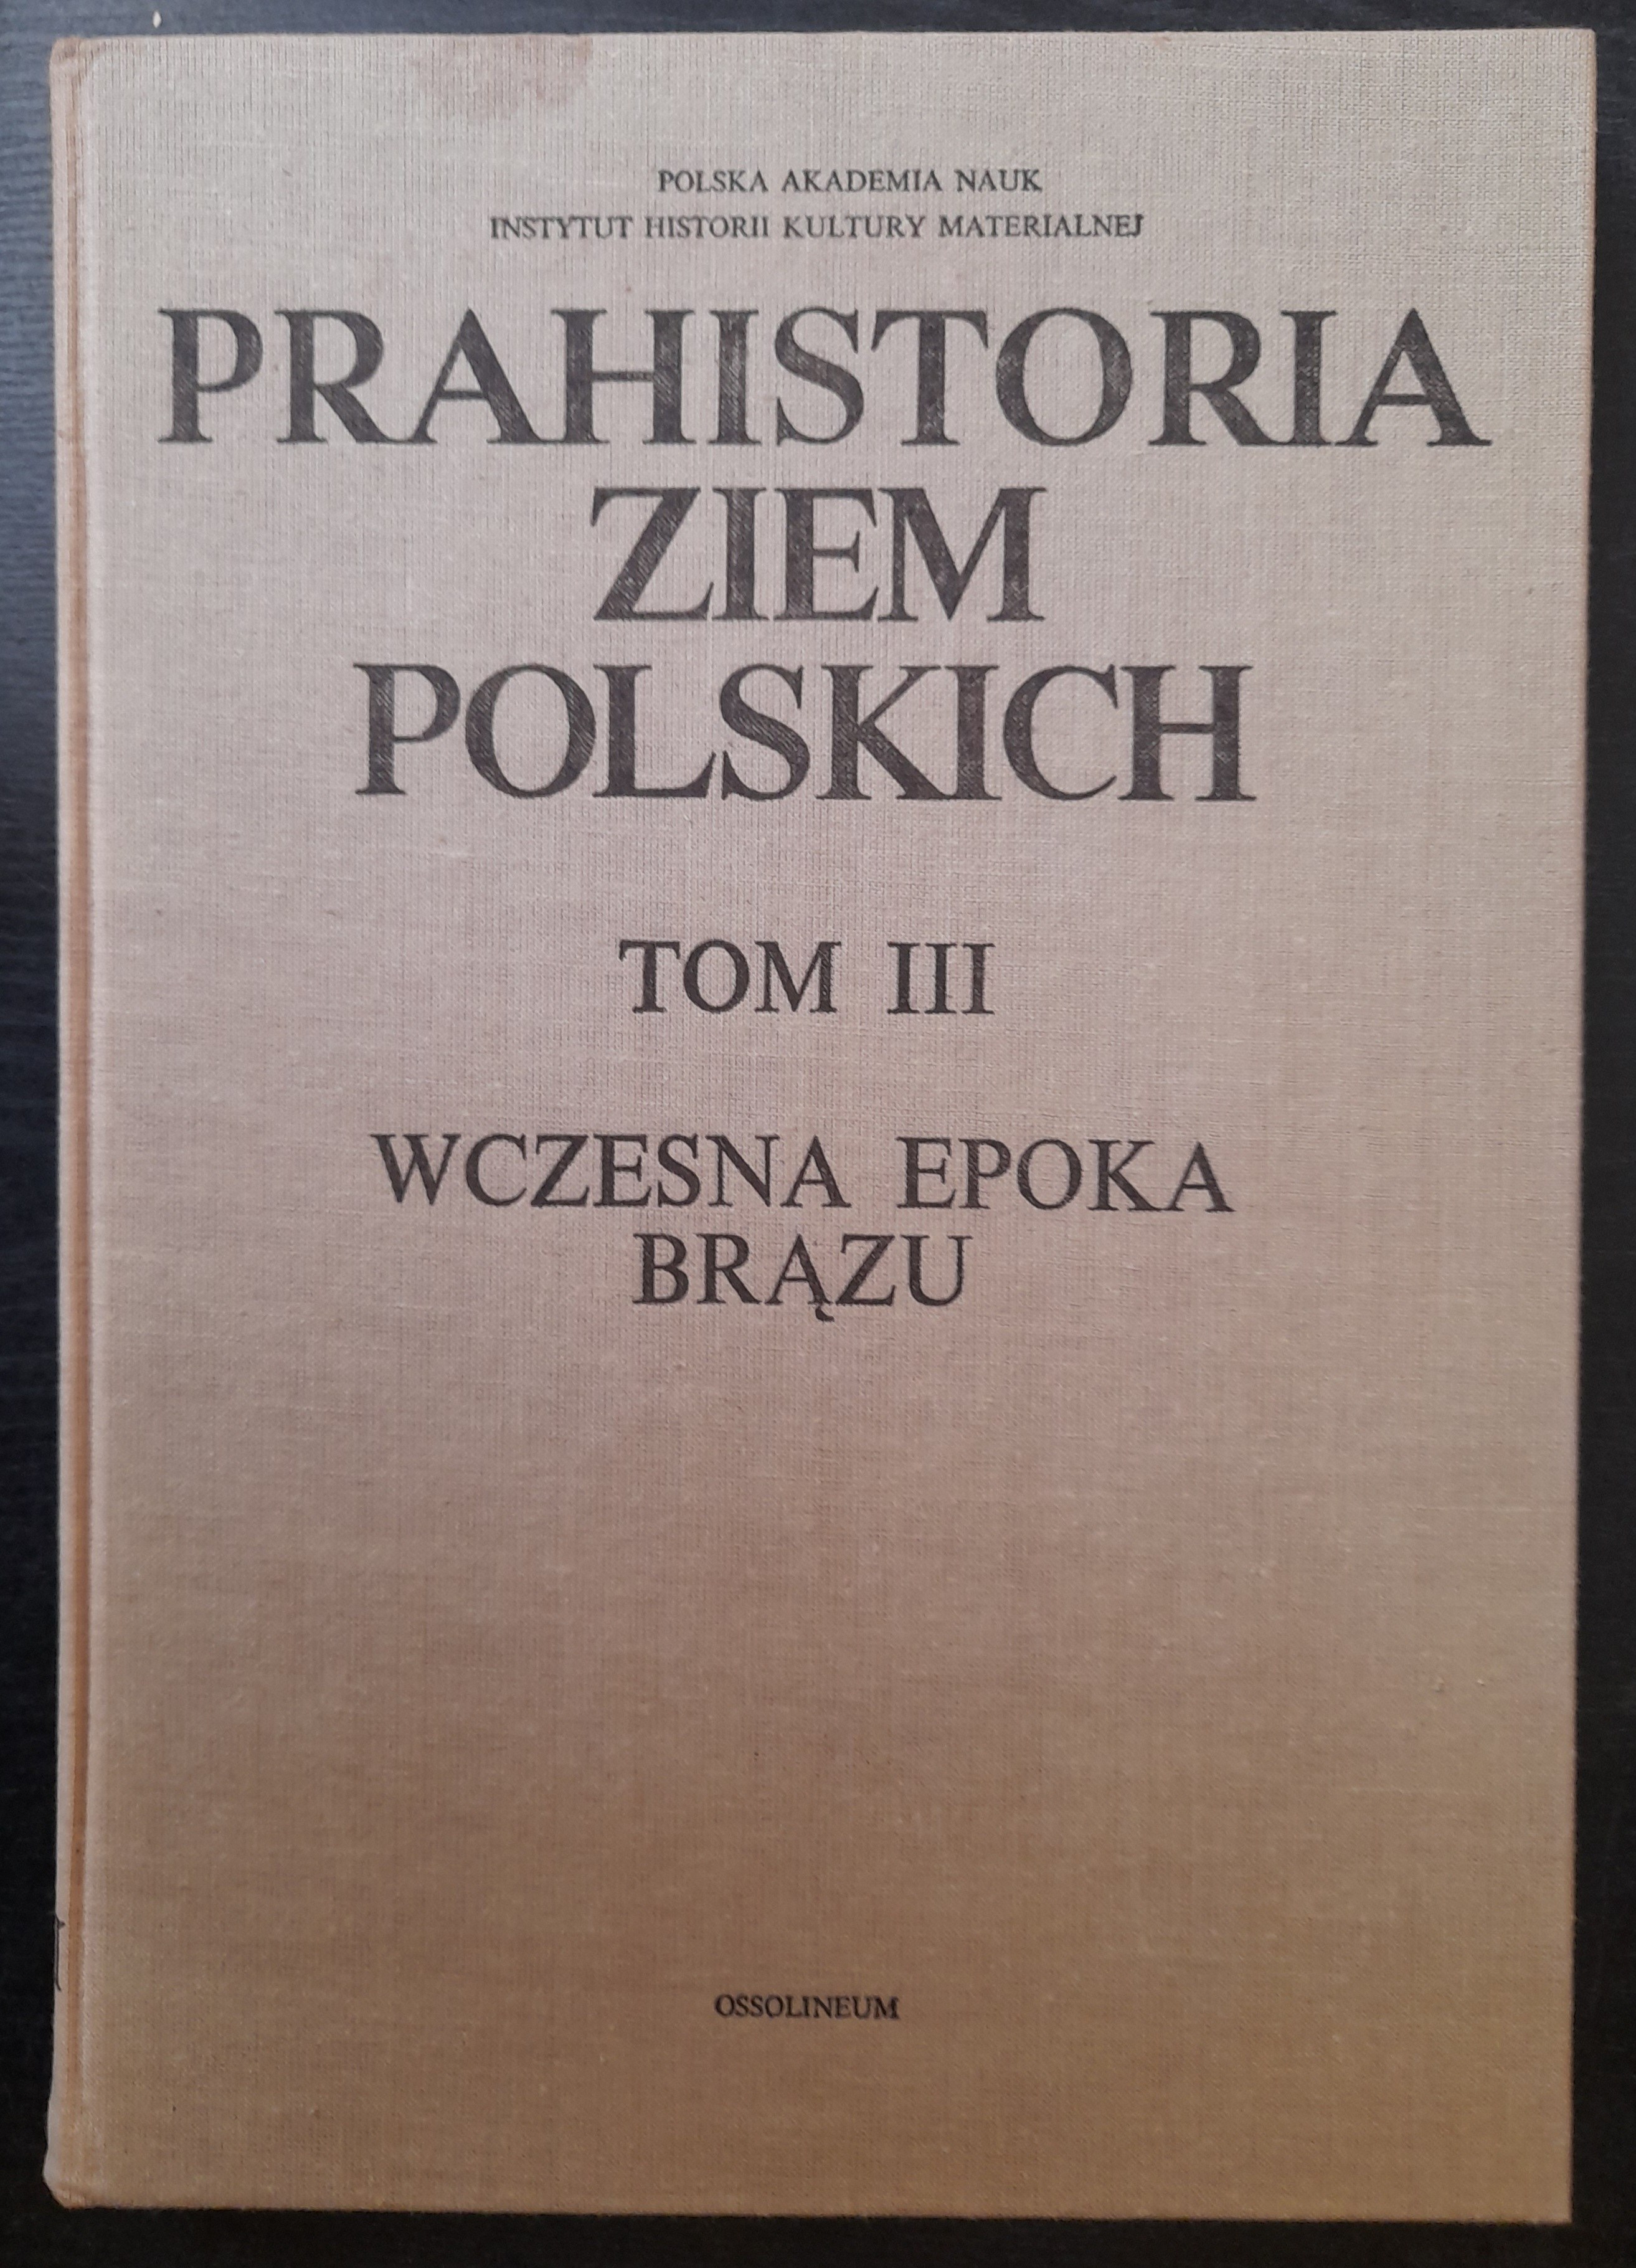 POLSKA AKADEMIA NAUK
INSTYTUT HISTORII KULTURY MATERIALNEJ
PRAHISTORIA
ZIEM
POLSKICH
TOM III
WCZESNA EPOKA
BRĄZU
OSSOLINEUM